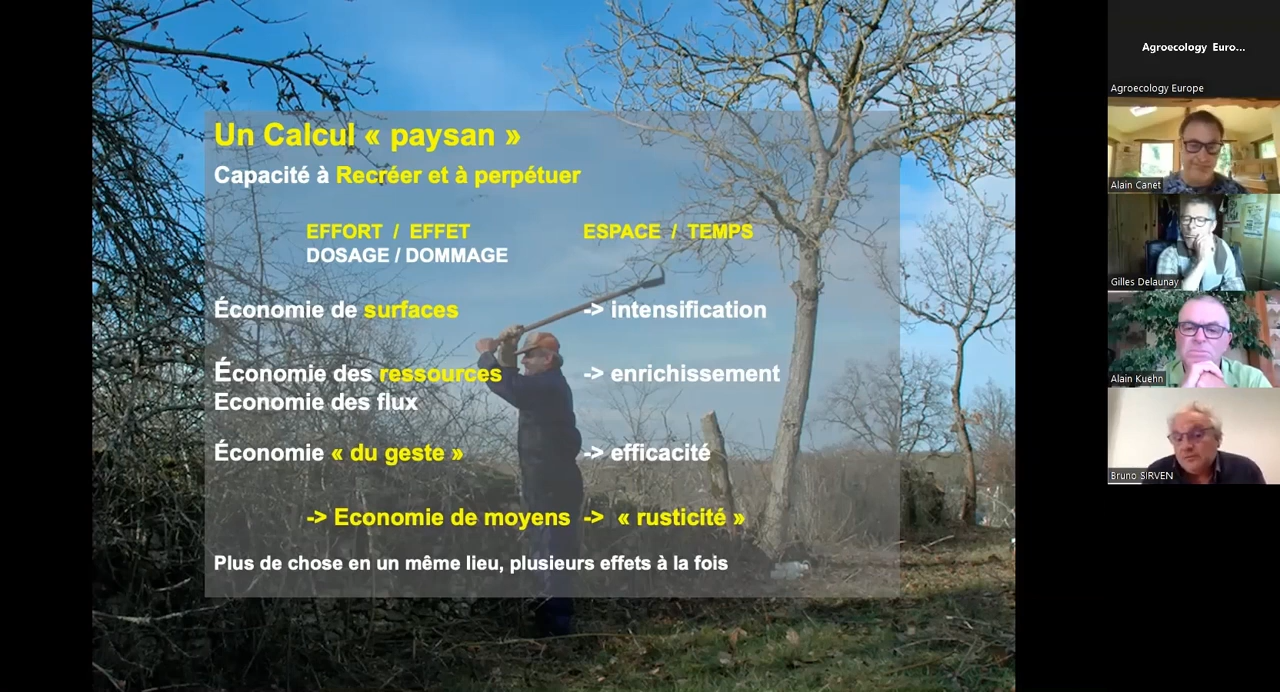 Un Calcul « paysan »
Capacité à Recréer et à perpétuer
EFFORT / EFFET ESPACE / TEMPS
DOSAGE / DOMMAGE
Économie de surfaces -> intensification
Économie des ressources -> enrichissement
Economie des flux
Économie « du geste » -> efficacité
-> Economie de moyens -> « rusticité »
Plus de chose en un même lieu, plusieurs effets à la fois
Agroecology Euro...
Agroecology Europe
Alain Canet
Gilles Delaunay
Alain Kuehn
Bruno SIRVEN